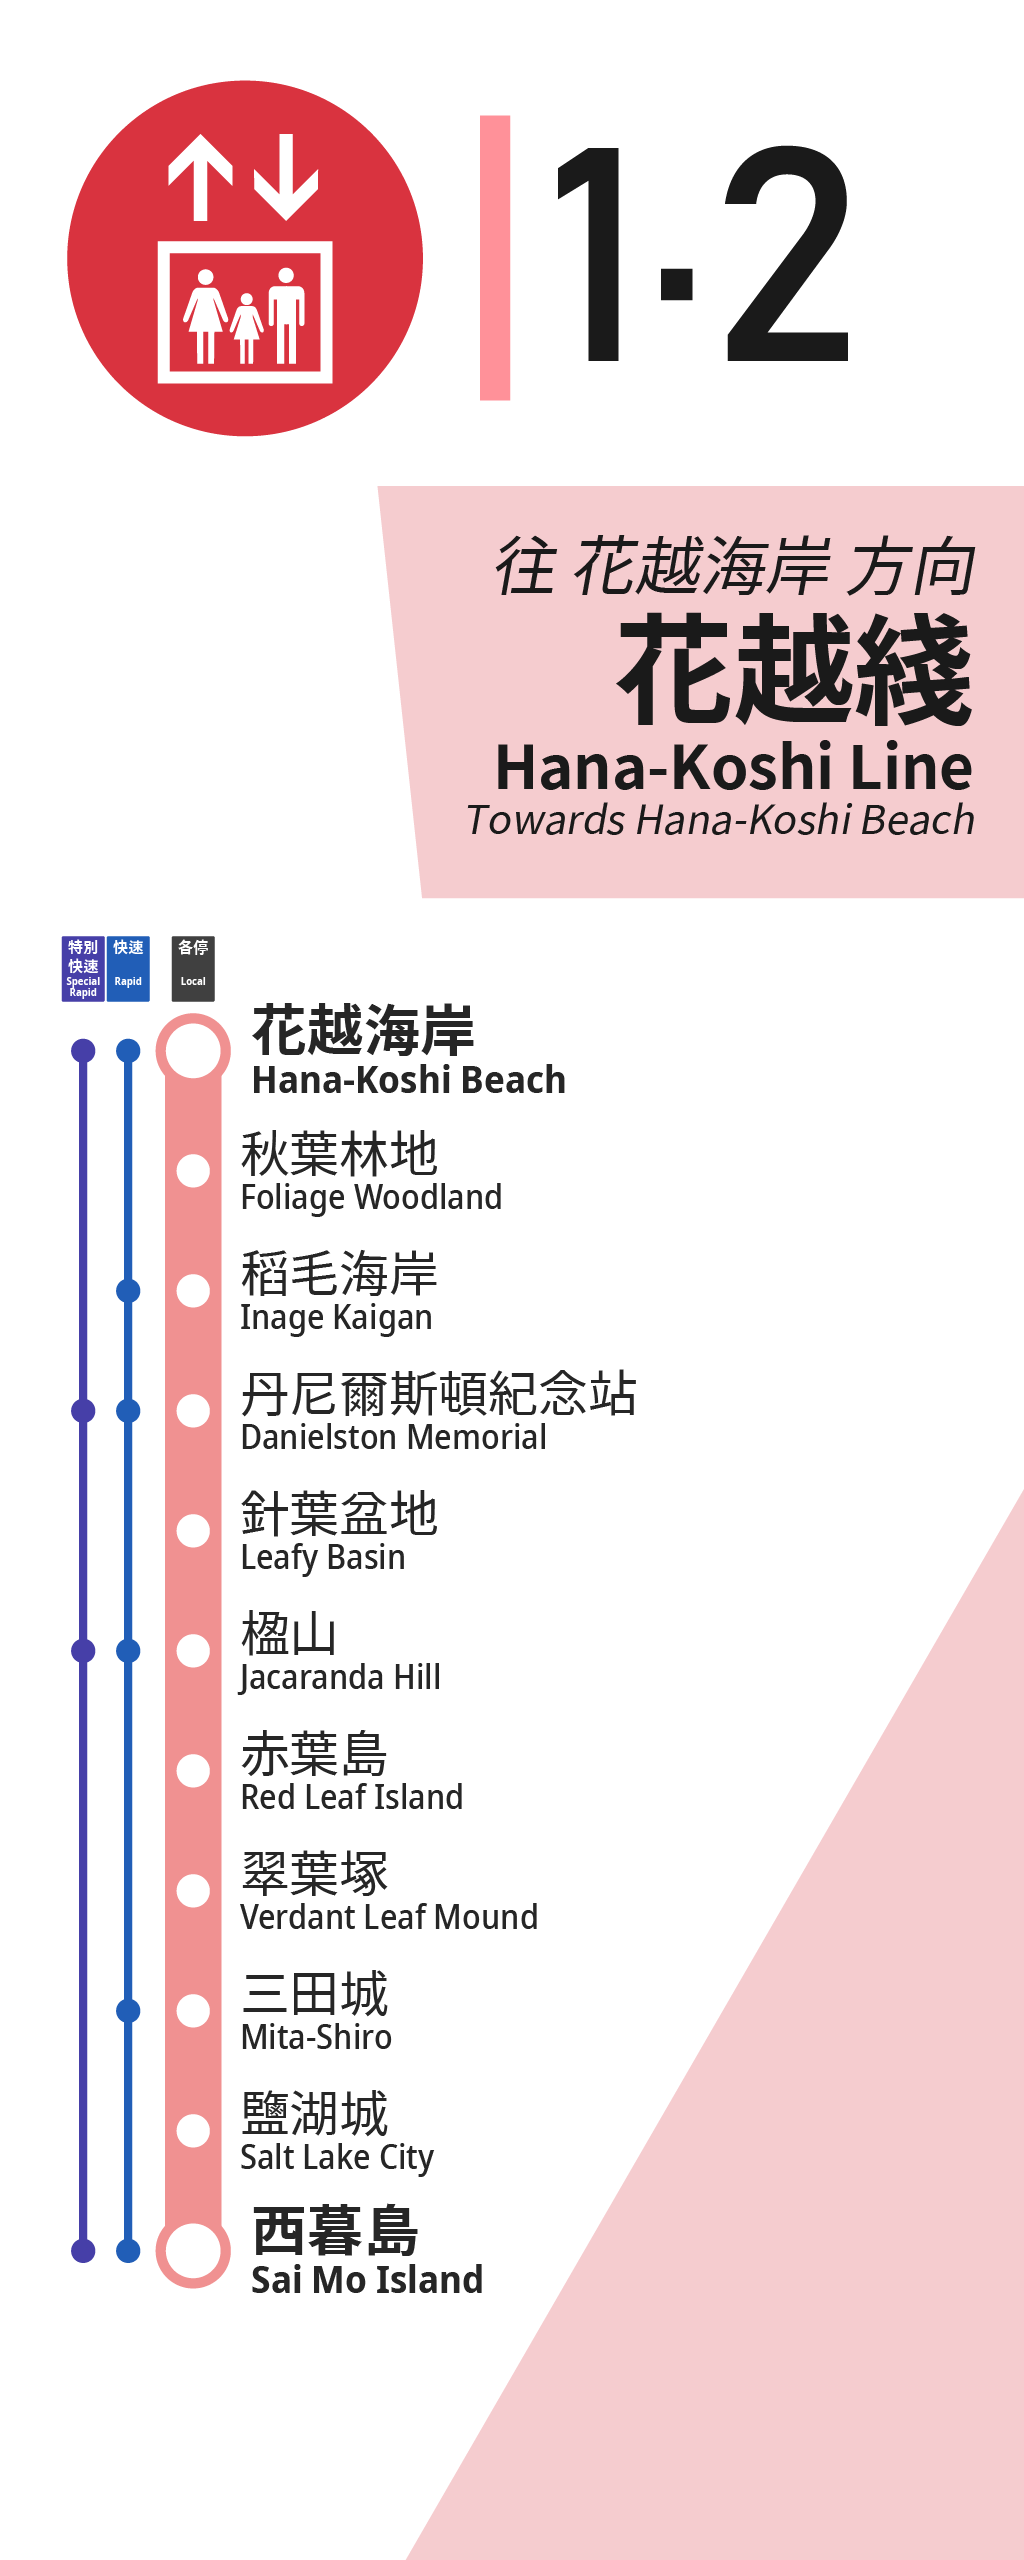 1·2
往 花越海岸 方向
花越綫
Hana-Koshi Line
Towards Hana-Koshi Beach
特別
快速
Special
Rapid
快速
Rapid
各停
Local
花越海岸
Hana-Koshi Beach
秋葉林地
Foliage Woodland
稻毛海岸
Inage Kaigan
丹尼爾斯頓紀念站
Danielston Memorial
針葉盆地
Leafy Basin
楹山
Jacaranda Hill
赤葉島
Red Leaf Island
翠葉塚
Verdant Leaf Mound
三田城
Mita-Shiro
鹽湖城
Salt Lake City
西暮島
Sai Mo Island